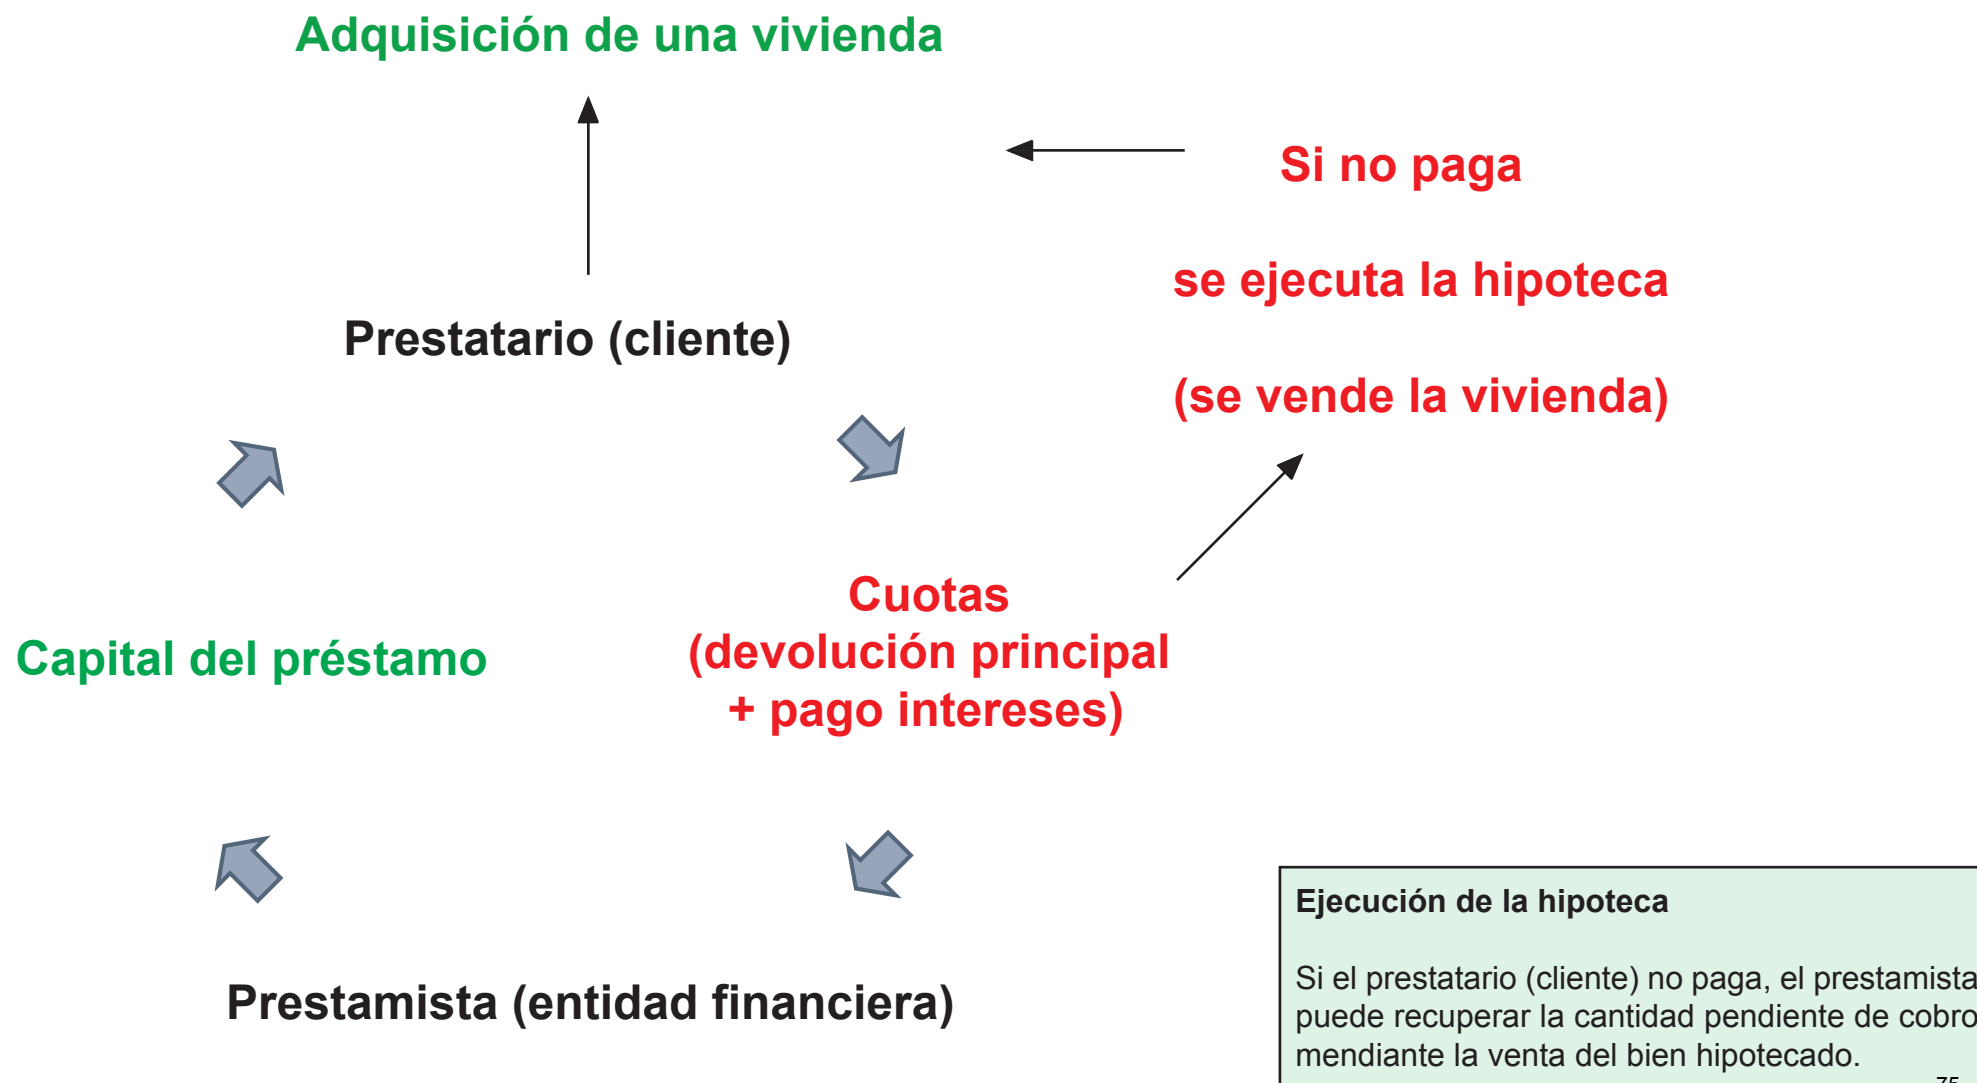 Adquisición de una vivienda
Si no paga
se ejecuta la hipoteca
(se vende la vivienda)
Prestatario (cliente)
Capital del préstamo
Cuotas
(devolución principal
+ pago intereses)
Prestamista (entidad financiera)
Ejecución de la hipoteca
Si el prestatario (cliente) no paga, el prestamista
puede recuperar la cantidad pendiente de cobro
mendiante la venta del bien hipotecado.
75